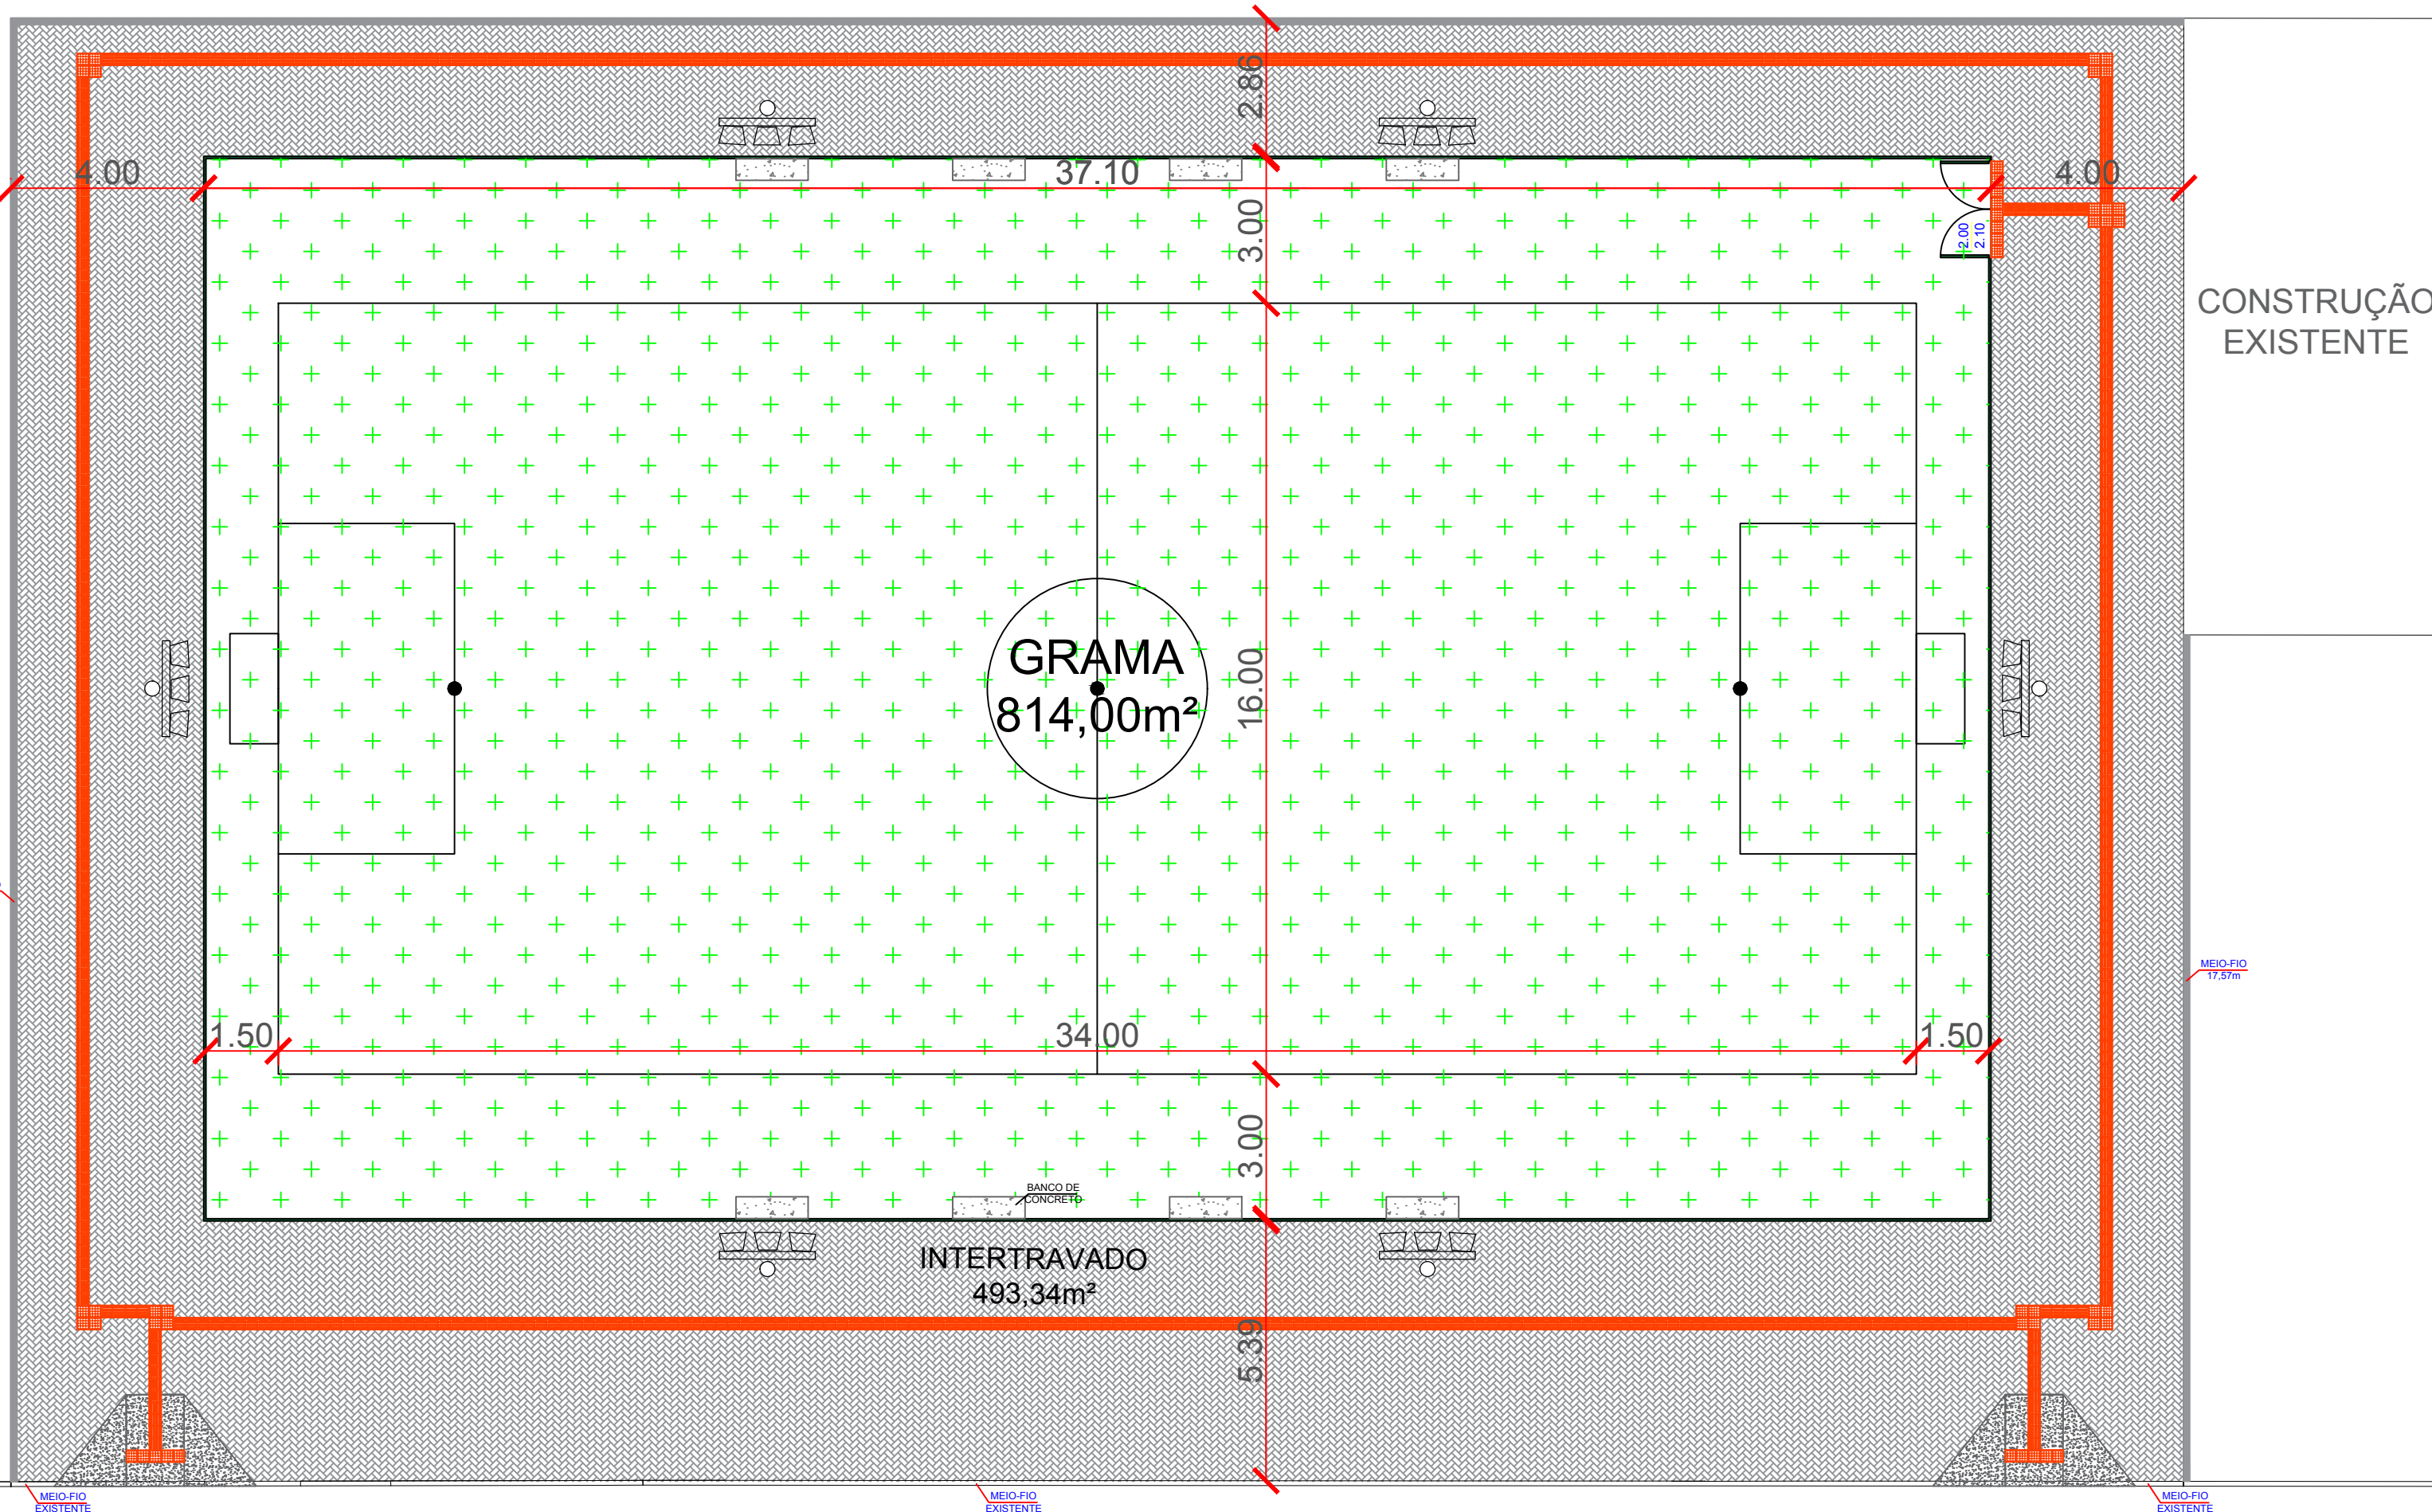 2.86
4.00
37.10
4.00
3.00
2.00
2.10
CONSTRUÇÃO
EXISTENTE
GRAMA
814,00m²
16.00
MEIO-FIO
17,57m
1.50
34.00
1.50
3.00
BANCO DE
CONCRETO
INTERTRAVADO
493,34m²
5.39
MEIO-FIO
EXISTENTE
MEIO-FIO
EXISTENTE
MEIO-FIO
EXISTENTE